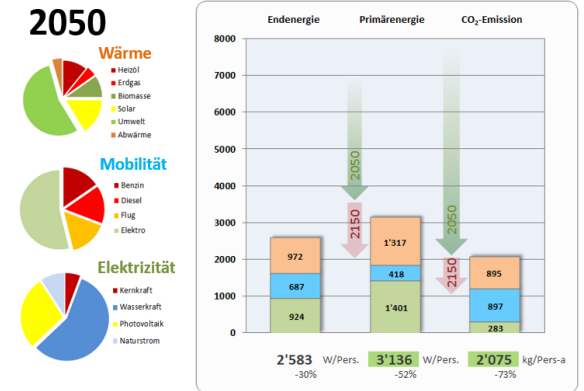 2050
Wärme
Heizöl
Erdgas
Biomasse
Solar
Umwelt
Abwärme
Mobilität
Benzin
Diesel
Flug
Elektro
Elektrizität
Kernkraft
Wasserkraft
Photovoltaik
Naturstrom
Endenergie Primärenergie CO₂-Emission
8000
7000
6000
5000
4000
3000
2000
1000
0
2050
2150
2050
2150
972
687
924
1'317
418
1'401
895
897
283
2'583 W/Pers. 3'136 W/Pers. 2'075 kg/Pers-a
-30% -52% -73%